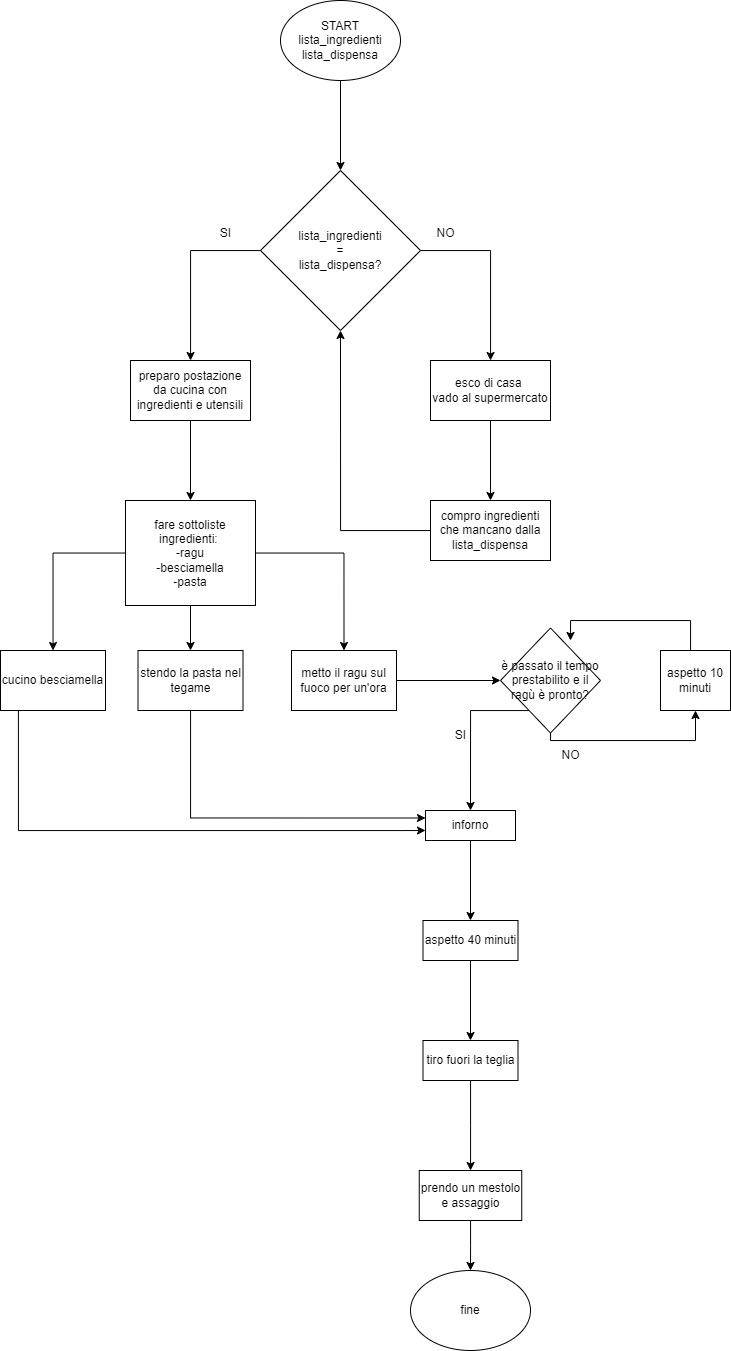 START
lista_ingredienti
lista_dispensa
lista_ingredienti
=
lista_dispensa?
SI
NO
preparo postazione
da cucina con
ingredienti e utensili
esco di casa
vado al supermercato
fare sottoliste
ingredienti:
-ragu
-besciamella
-pasta
compro ingredienti
che mancano dalla
lista_dispensa
cucino besciamella
stendo la pasta nel
tegame
metto il ragu sul
fuoco per un'ora
è passato il tempo
prestabilito e il
ragù è pronto?
aspetto 10
minuti
SI
NO
inforno
aspetto 40 minuti
tiro fuori la teglia
prendo un mestolo
e assaggio
fine